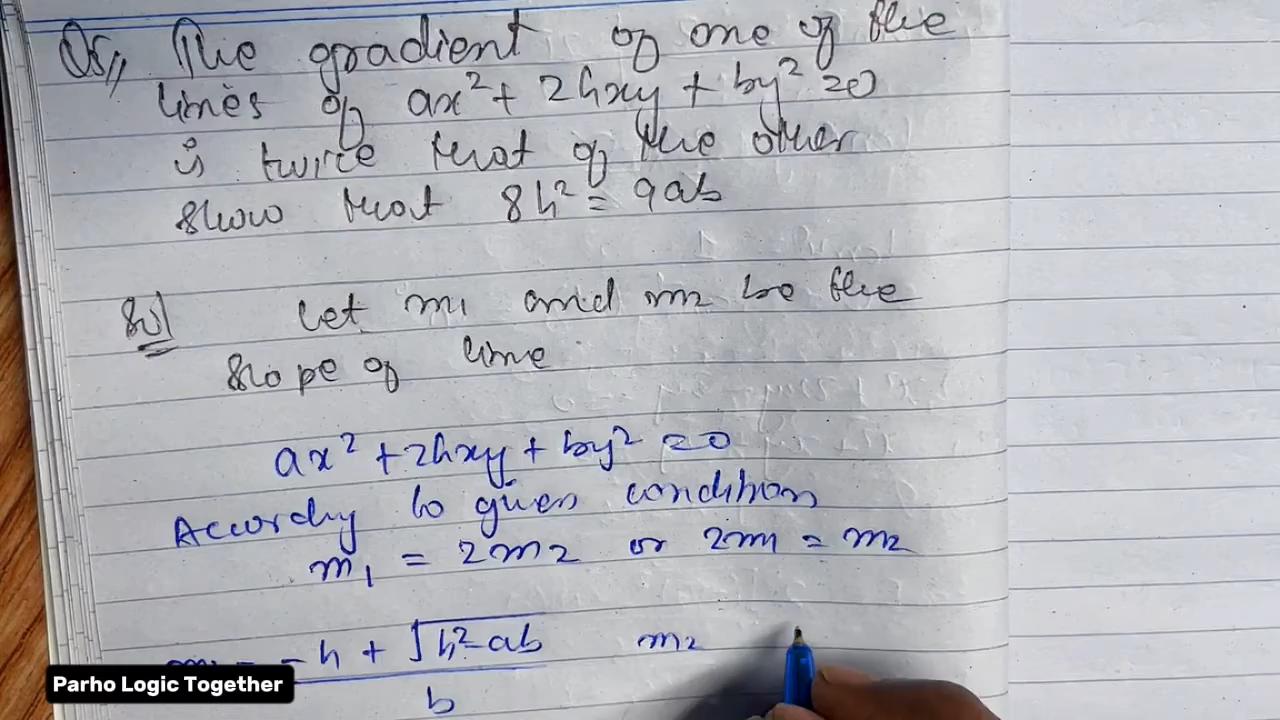 Q5,, The gradient of one of the
lines of ax² + 2hxy + by² = 0
is twice that of the other
show that 8h² = 9ab
Sol Let m1 and m2 be the
slope of line
ax² + 2hxy + by² = 0
According to given condition
m₁ = 2m2 or 2m1 = m2
= -h + √h²-ab m2
b
Parho Logic Together